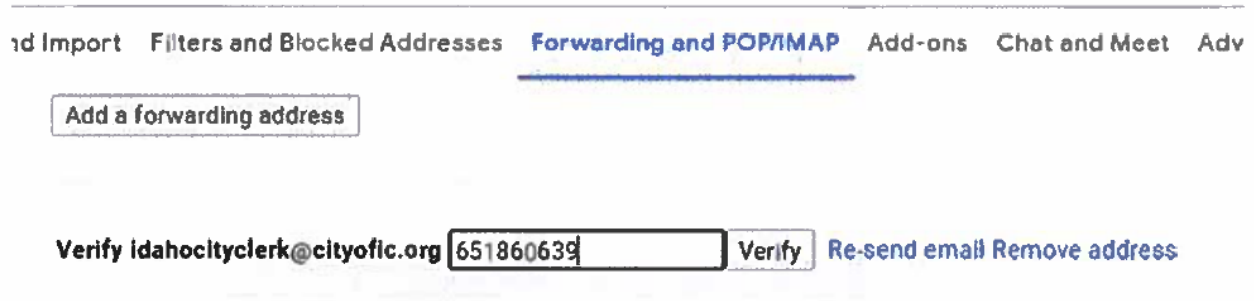 nd Import Filters and Blocked Addresses Forwarding and POP/IMAP Add-ons Chat and Meet Adv
Add a forwarding address
Verify idahocityclerk@cityofic.org 651860639 Verify Re-send email Remove address